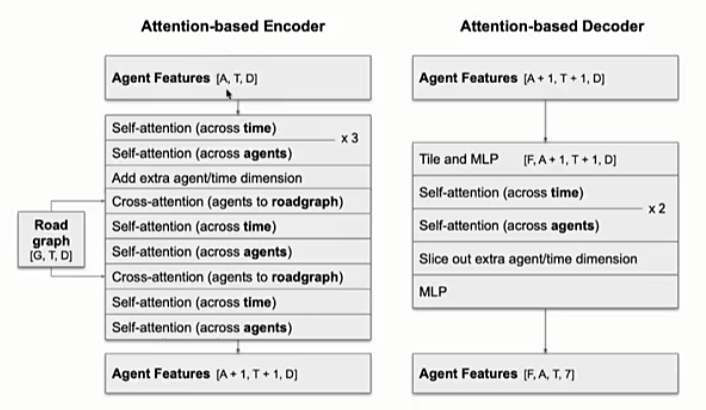 Attention-based Encoder
Agent Features [A, T, D]
Self-attention (across time)
x 3
Self-attention (across agents)
Add extra agent/time dimension
Cross-attention (agents to roadgraph)
Self-attention (across time)
Self-attention (across agents)
Cross-attention (agents to roadgraph)
Self-attention (across time)
Self-attention (across agents)
Road
graph
[G, T, D]
Agent Features [A + 1, T + 1, D]
Attention-based Decoder
Agent Features [A + 1, T + 1, D]
Tile and MLP [F, A + 1, T + 1, D]
Self-attention (across time)
x 2
Self-attention (across agents)
Slice out extra agent/time dimension
MLP
Agent Features [F, A, T, 7]